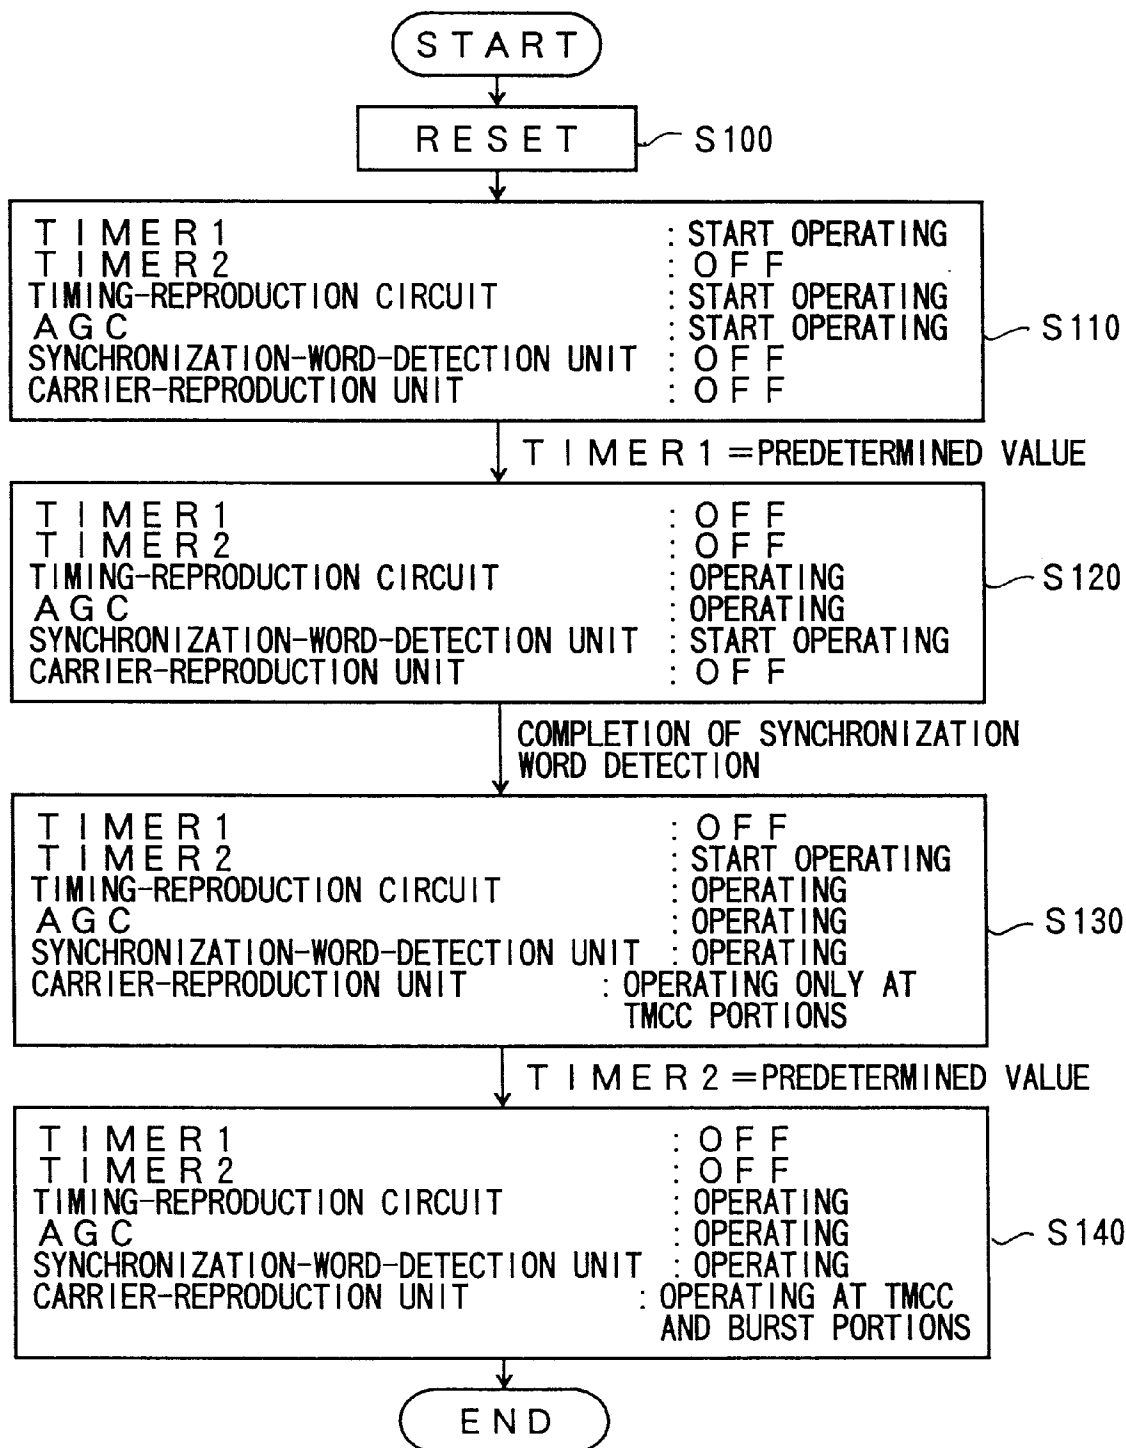 START
RESET
S100
TIMER1 : START OPERATING
TIMER2 : OFF
TIMING-REPRODUCTION CIRCUIT : START OPERATING
AGC : START OPERATING
SYNCHRONIZATION-WORD-DETECTION UNIT : OFF
CARRIER-REPRODUCTION UNIT : OFF
S110
TIMER1=PREDETERMINED VALUE
TIMER1 : OFF
TIMER2 : OFF
TIMING-REPRODUCTION CIRCUIT : OPERATING
AGC : OPERATING
SYNCHRONIZATION-WORD-DETECTION UNIT : START OPERATING
CARRIER-REPRODUCTION UNIT : OFF
S120
COMPLETION OF SYNCHRONIZATION
WORD DETECTION
TIMER1 : OFF
TIMER2 : START OPERATING
TIMING-REPRODUCTION CIRCUIT : OPERATING
AGC : OPERATING
SYNCHRONIZATION-WORD-DETECTION UNIT : OPERATING
CARRIER-REPRODUCTION UNIT : OPERATING ONLY AT
TMCC PORTIONS
S130
TIMER2=PREDETERMINED VALUE
TIMER1 : OFF
TIMER2 : OFF
TIMING-REPRODUCTION CIRCUIT : OPERATING
AGC : OPERATING
SYNCHRONIZATION-WORD-DETECTION UNIT : OPERATING
CARRIER-REPRODUCTION UNIT : OPERATING AT TMCC
AND BURST PORTIONS
S140
END